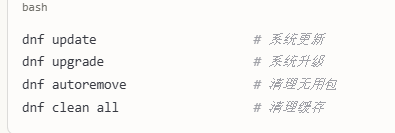 bash
dnf update # 系统更新
dnf upgrade # 系统升级
dnf autoremove # 清理无用包
dnf clean all # 清理缓存